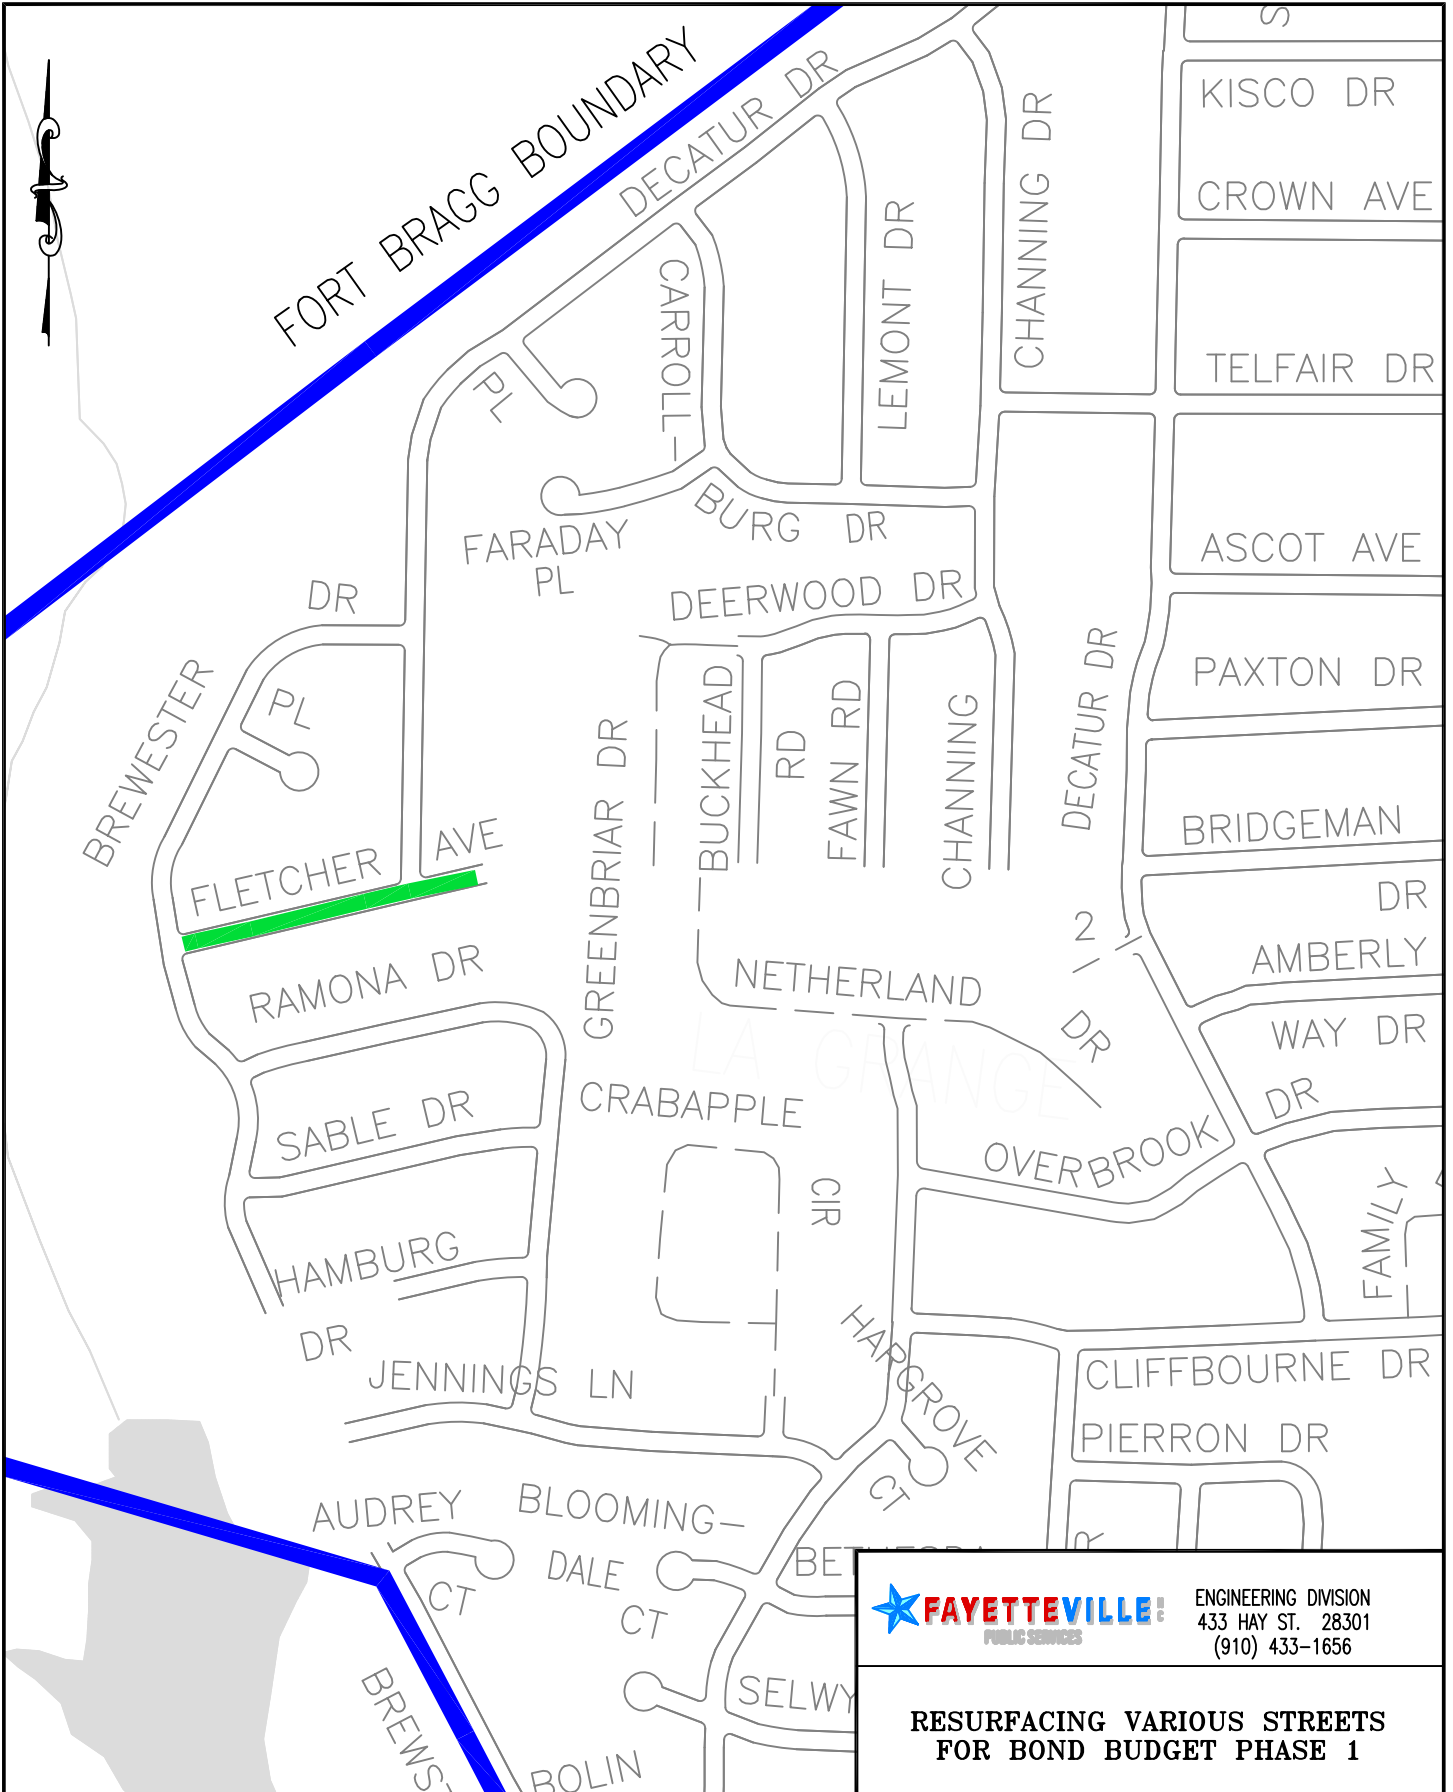 FORT BRAGG BOUNDARY
DECATUR DR
S
KISCO DR
CROWN AVE
CHANNING DR
LEMONT DR
CARROLL-
TELFAIR DR
PL
BURG DR
FARADAY
PL
ASCOT AVE
DR
DEERWOOD DR
BREWESTER
PL
PAXTON DR
DECATUR DR
GREENBRIAR DR
BUCKHEAD
RD
FAWN RD
CHANNING
BRIDGEMAN
DR
FLETCHER AVE
2
AMBERLY
RAMONA DR
NETHERLAND
DR
WAY DR
LA GRANGE
CRABAPPLE
CIR
SABLE DR
DR
OVERBROOK
FAMILY
HAMBURG
DR
JENNINGS LN
HARGROVE
CT
CLIFFBOURNE DR
PIERRON DR
AUDREY
CT
BLOOMING-
DALE
CT
R
BETHESDA
SELWY
BREWST
BOLIN
FAYETTEVILLE NC
PUBLIC SERVICES
ENGINEERING DIVISION
433 HAY ST. 28301
(910) 433-1656
RESURFACING VARIOUS STREETS
FOR BOND BUDGET PHASE 1